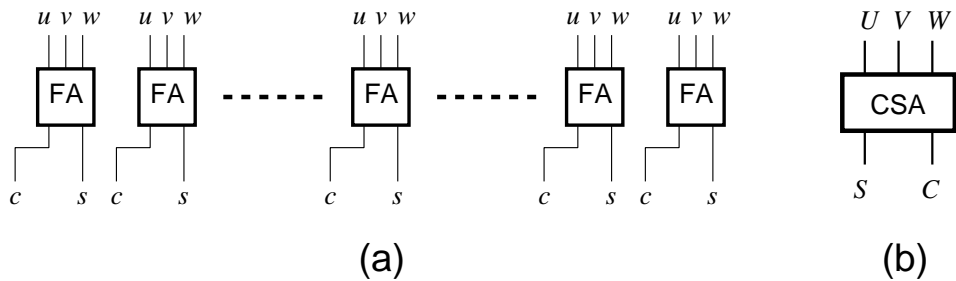 u v w u v w u v w u v w u v w U V W
FA FA FA FA FA CSA
c s c s c s c s c s S C
(a) (b)